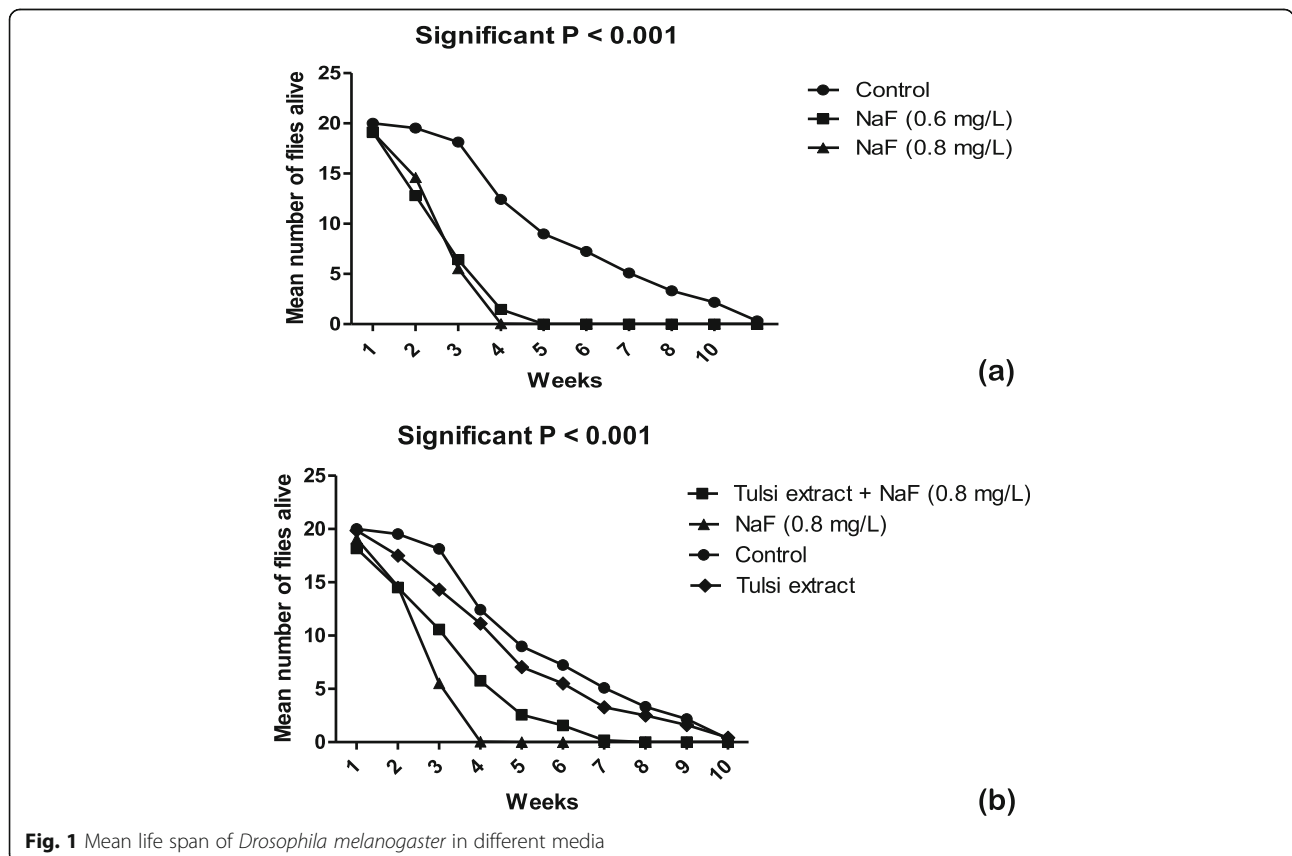 Significant P < 0.001
Mean number of flies alive
25
20
15
10
5
0
1 2 3 4 5 6 7 8 10
Weeks
Control
NaF (0.6 mg/L)
NaF (0.8 mg/L)
(a)
Significant P < 0.001
Mean number of flies alive
25
20
15
10
5
0
1 2 3 4 5 6 7 8 9 10
Weeks
Tulsi extract + NaF (0.8 mg/L)
NaF (0.8 mg/L)
Control
Tulsi extract
(b)
Fig. 1 Mean life span of Drosophila melanogaster in different media